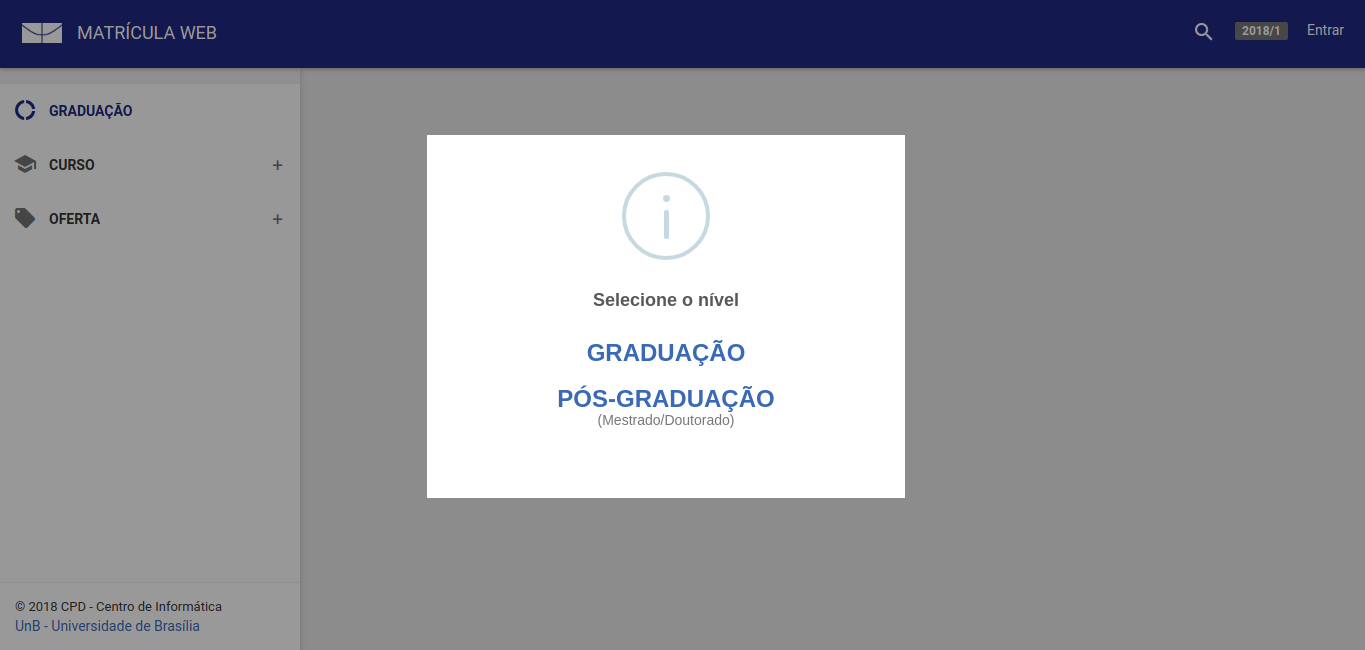 MATRÍCULA WEB
2018/1
Entrar
GRADUAÇÃO
CURSO +
OFERTA +
Selecione o nível
GRADUAÇÃO
PÓS-GRADUAÇÃO
(Mestrado/Doutorado)
© 2018 CPD - Centro de Informática
UnB - Universidade de Brasília